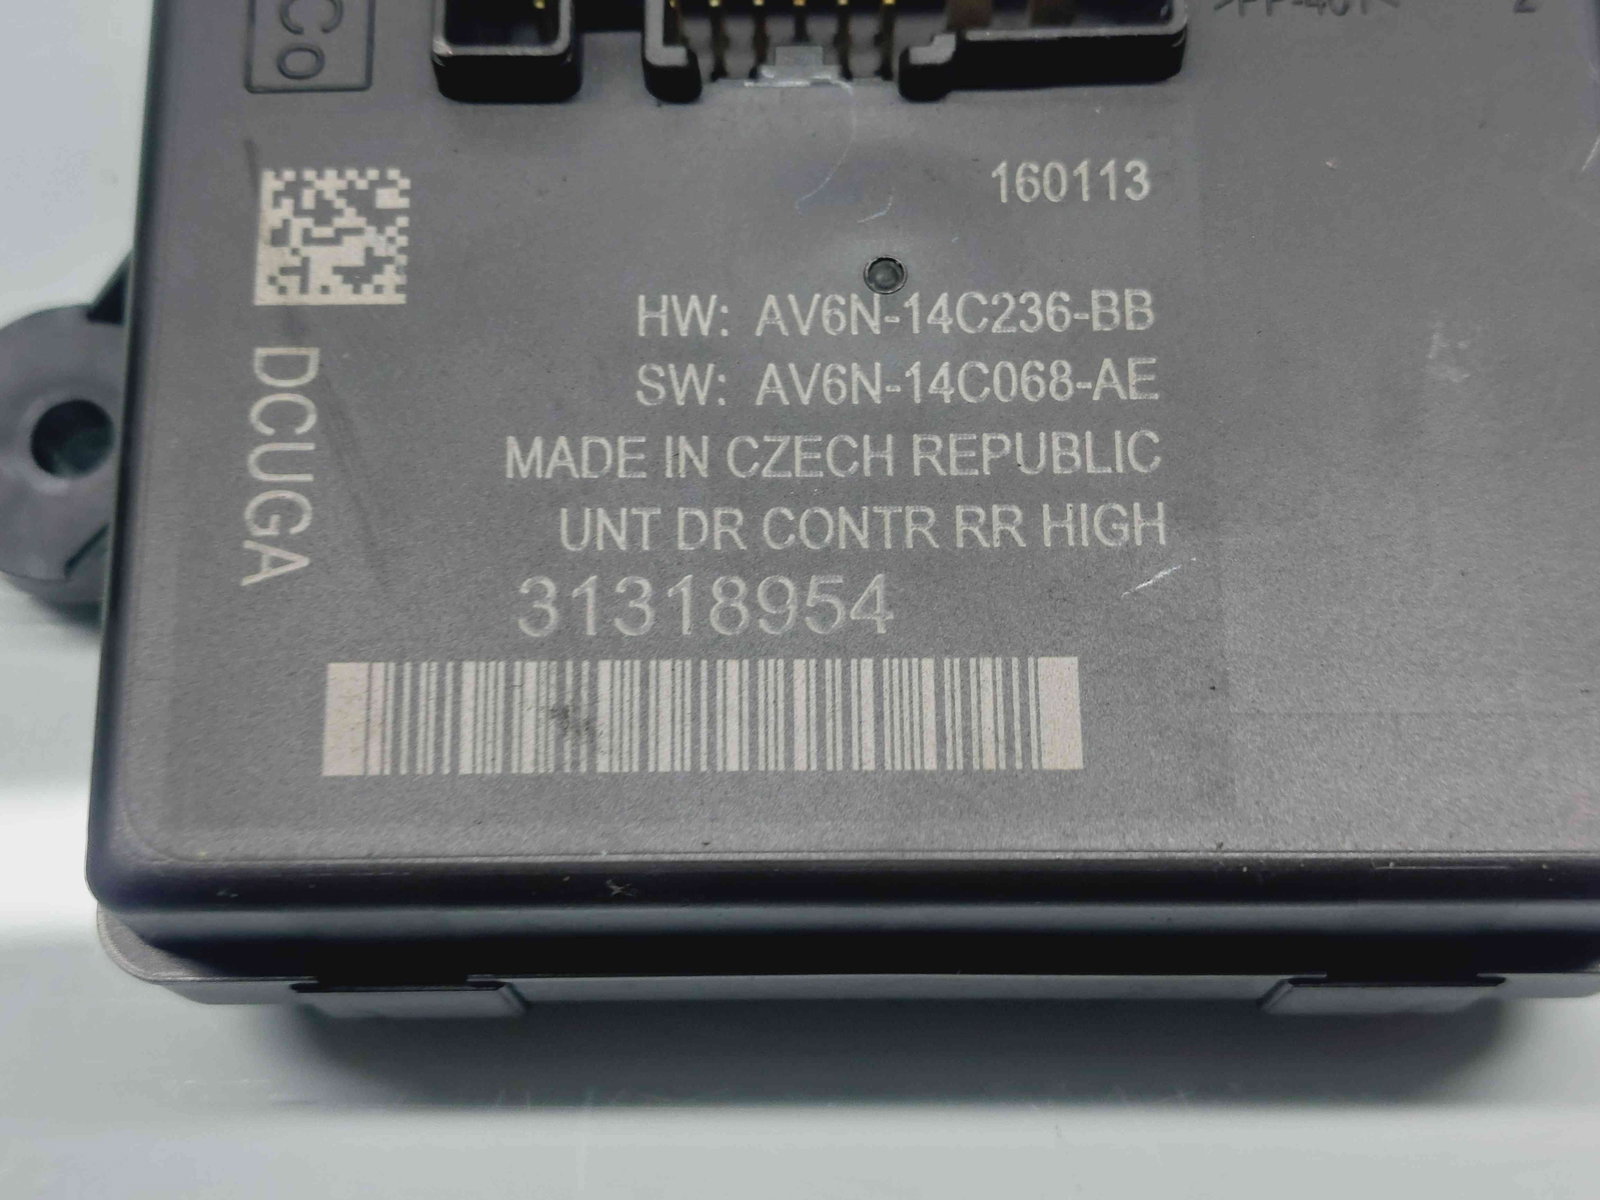 Co
160113
HW: AV6N-14C236-BB
SW: AV6N-14C068-AE
MADE IN CZECH REPUBLIC
UNT DR CONTR RR HIGH
31318954
DCUGA